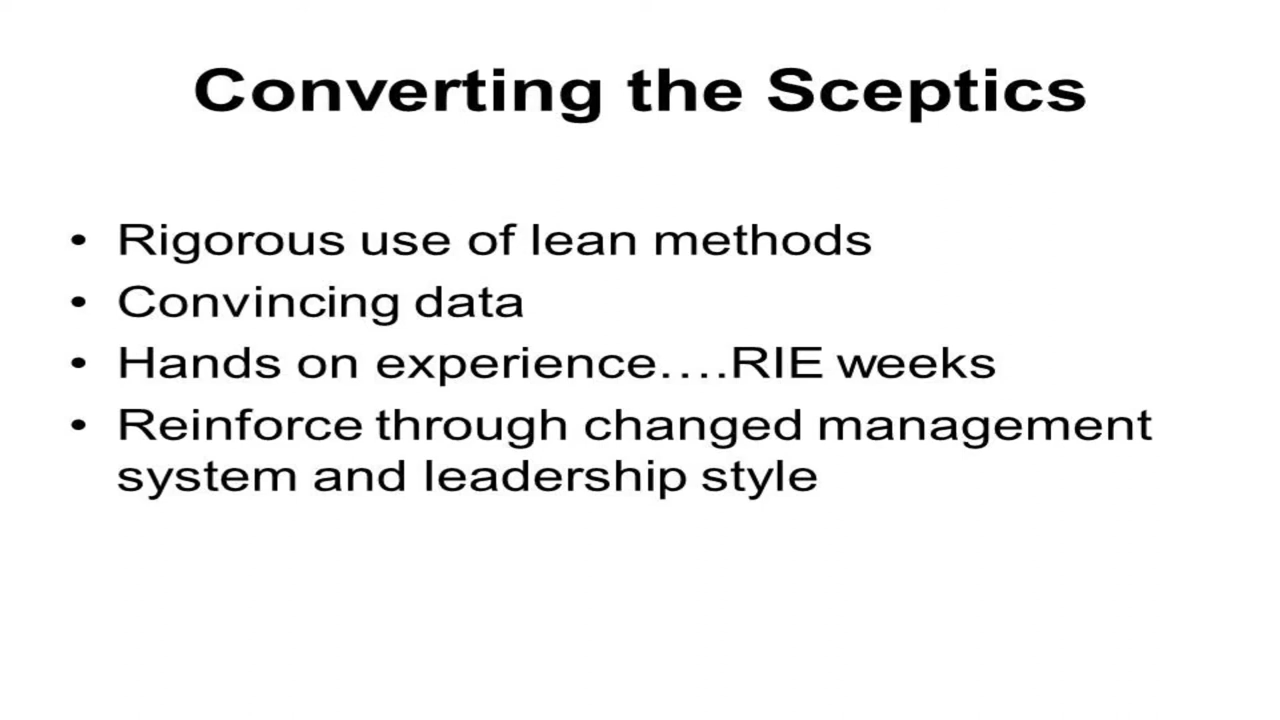 Converting the Sceptics
• Rigorous use of lean methods
• Convincing data
• Hands on experience....RIE weeks
• Reinforce through changed management
system and leadership style